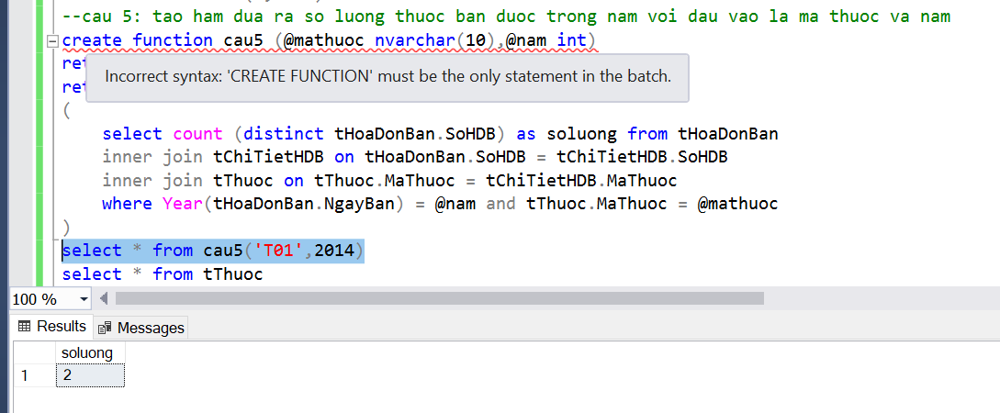 --cau 5: tao ham dua ra so luong thuoc ban duoc trong nam voi dau vao la ma thuoc va nam
create function cau5 (@mathuoc nvarchar(10),@nam int)
ret
Incorrect syntax: 'CREATE FUNCTION' must be the only statement in the batch.
ret
(
select count (distinct tHoaDonBan.SoHDB) as soluong from tHoaDonBan
inner join tChiTietHDB on tHoaDonBan.SoHDB = tChiTietHDB.SoHDB
inner join tThuoc on tThuoc.MaThuoc = tChiTietHDB.MaThuoc
where Year(tHoaDonBan.NgayBan) = @nam and tThuoc.MaThuoc = @mathuoc
)
select * from cau5('T01',2014)
select * from tThuoc
100 %
Results Messages
soluong
1 2